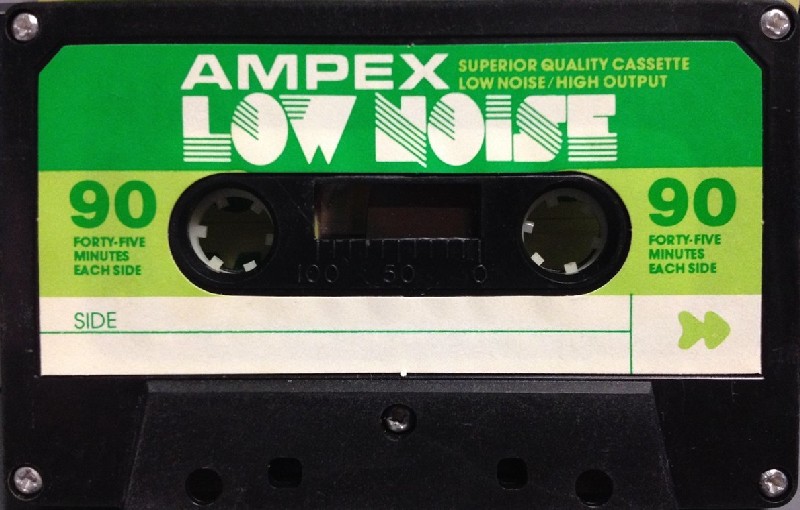 AMPEX
SUPERIOR QUALITY CASSETTE
LOW NOISE/HIGH OUTPUT
LOW NOISE
90
FORTY-FIVE
MINUTES
EACH SIDE
90
FORTY-FIVE
MINUTES
EACH SIDE
100 50 0
SIDE